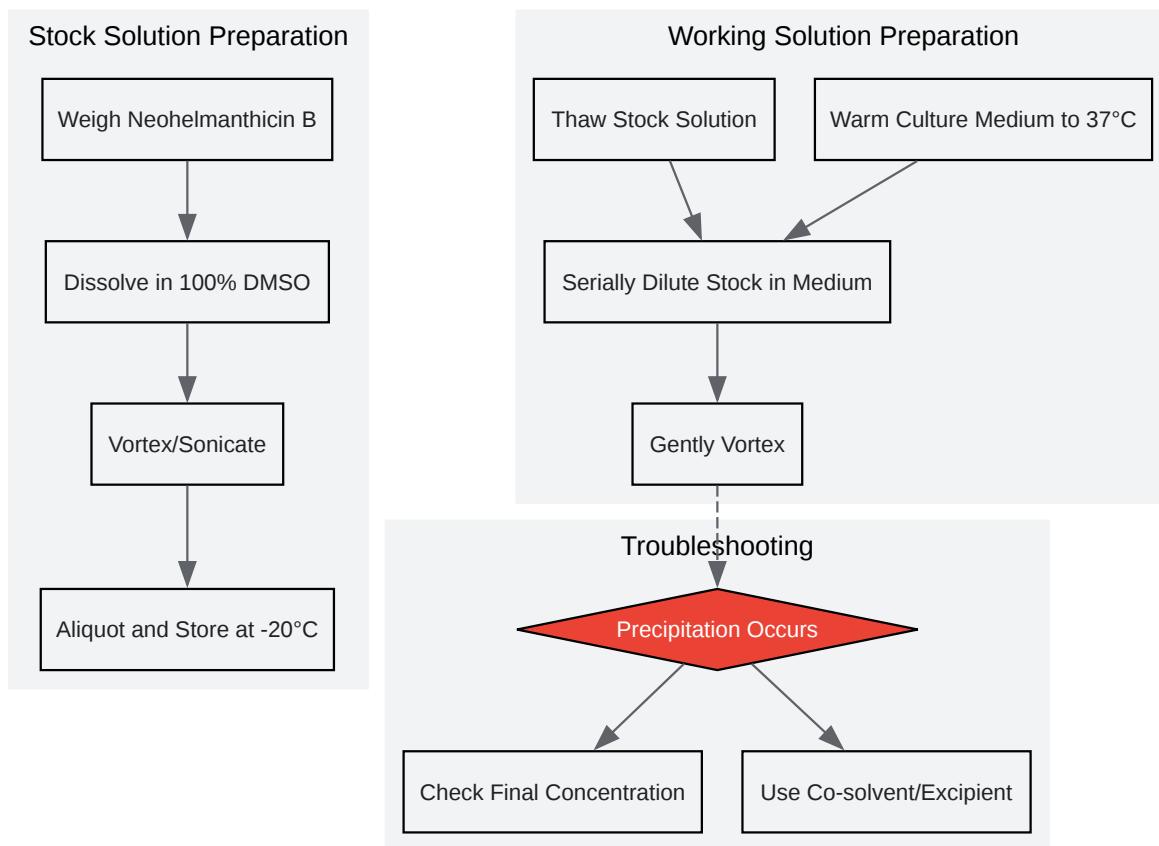 Stock Solution Preparation
Weigh Neohelmanthicin B
Dissolve in 100% DMSO
Vortex/Sonicate
Aliquot and Store at -20°C
Working Solution Preparation
Thaw Stock Solution
Warm Culture Medium to 37°C
Serially Dilute Stock in Medium
Gently Vortex
Troubleshooting
Precipitation Occurs
Check Final Concentration
Use Co-solvent/Excipient